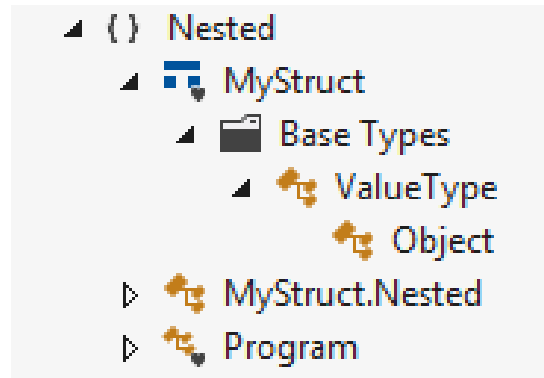 { } Nested
MyStruct
Base Types
ValueType
Object
MyStruct.Nested
Program